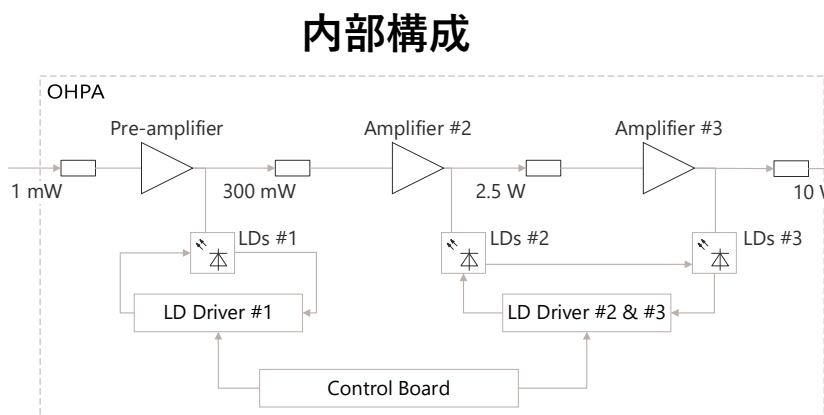 内部構成
OHPA
Pre-amplifier
Amplifier #2
Amplifier #3
1 mW
300 mW
2.5 W
10
LDs #1
LDs #2
LDs #3
LD Driver #1
LD Driver #2 & #3
Control Board